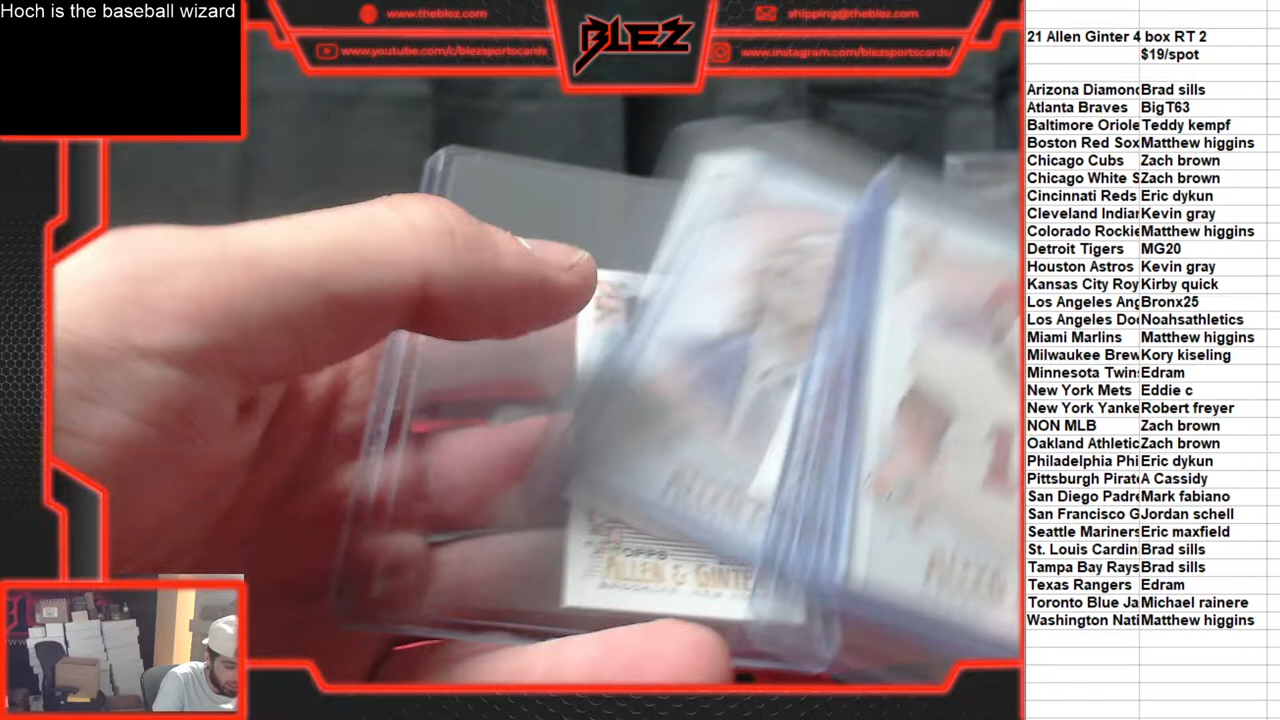 Hoch is the baseball wizard
www.theblez.com
shipping@theblez.com
BLEZ
www.youtube.com/c/blezsportscards
www.instagram.com/blezsportscards/
21 Allen Ginter 4 box RT 2
$19/spot
Arizona Diamond Brad sills
Atlanta Braves BigT63
Baltimore Oriole Teddy kempf
Boston Red Sox Matthew higgins
Chicago Cubs Zach brown
Chicago White S Zach brown
Cincinnati Reds Eric dykun
Cleveland Indian Kevin gray
Colorado Rockie Matthew higgins
Detroit Tigers MG20
Houston Astros Kevin gray
Kansas City Roy Kirby quick
Los Angeles Ang Bronx25
Los Angeles Dod Noahsathletics
Miami Marlins Matthew higgins
Milwaukee Brew Kory kiseling
Minnesota Twins Edram
New York Mets Eddie c
New York Yanke Robert freyer
NON MLB Zach brown
Oakland Athletic Zach brown
Philadelphia Phi Eric dykun
Pittsburgh Pirate A Cassidy
San Diego Padre Mark fabiano
San Francisco G Jordan schell
Seattle Mariners Eric maxfield
St. Louis Cardin Brad sills
Tampa Bay Rays Brad sills
Texas Rangers Edram
Toronto Blue Ja Michael rainere
Washington Nati Matthew higgins
TOPPS
ALLEN & GINTE